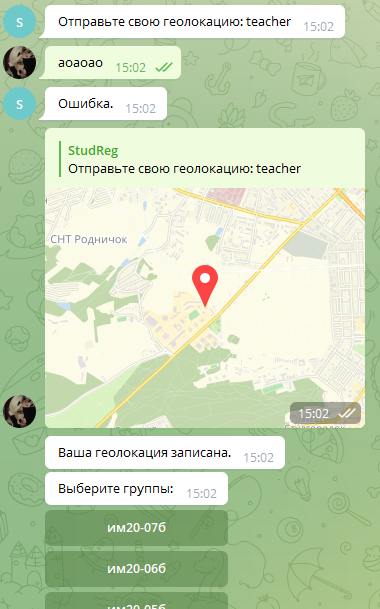 S
Отправьте свою геолокацию: teacher 15:02
аоаоао 15:02
S
Ошибка. 15:02
StudReg
Отправьте свою геолокацию: teacher
СНТ Родничок
15:02
Ваша геолокация записана. 15:02
Выберите группы: 15:02
им20-07б
им20-06б
им20-05б